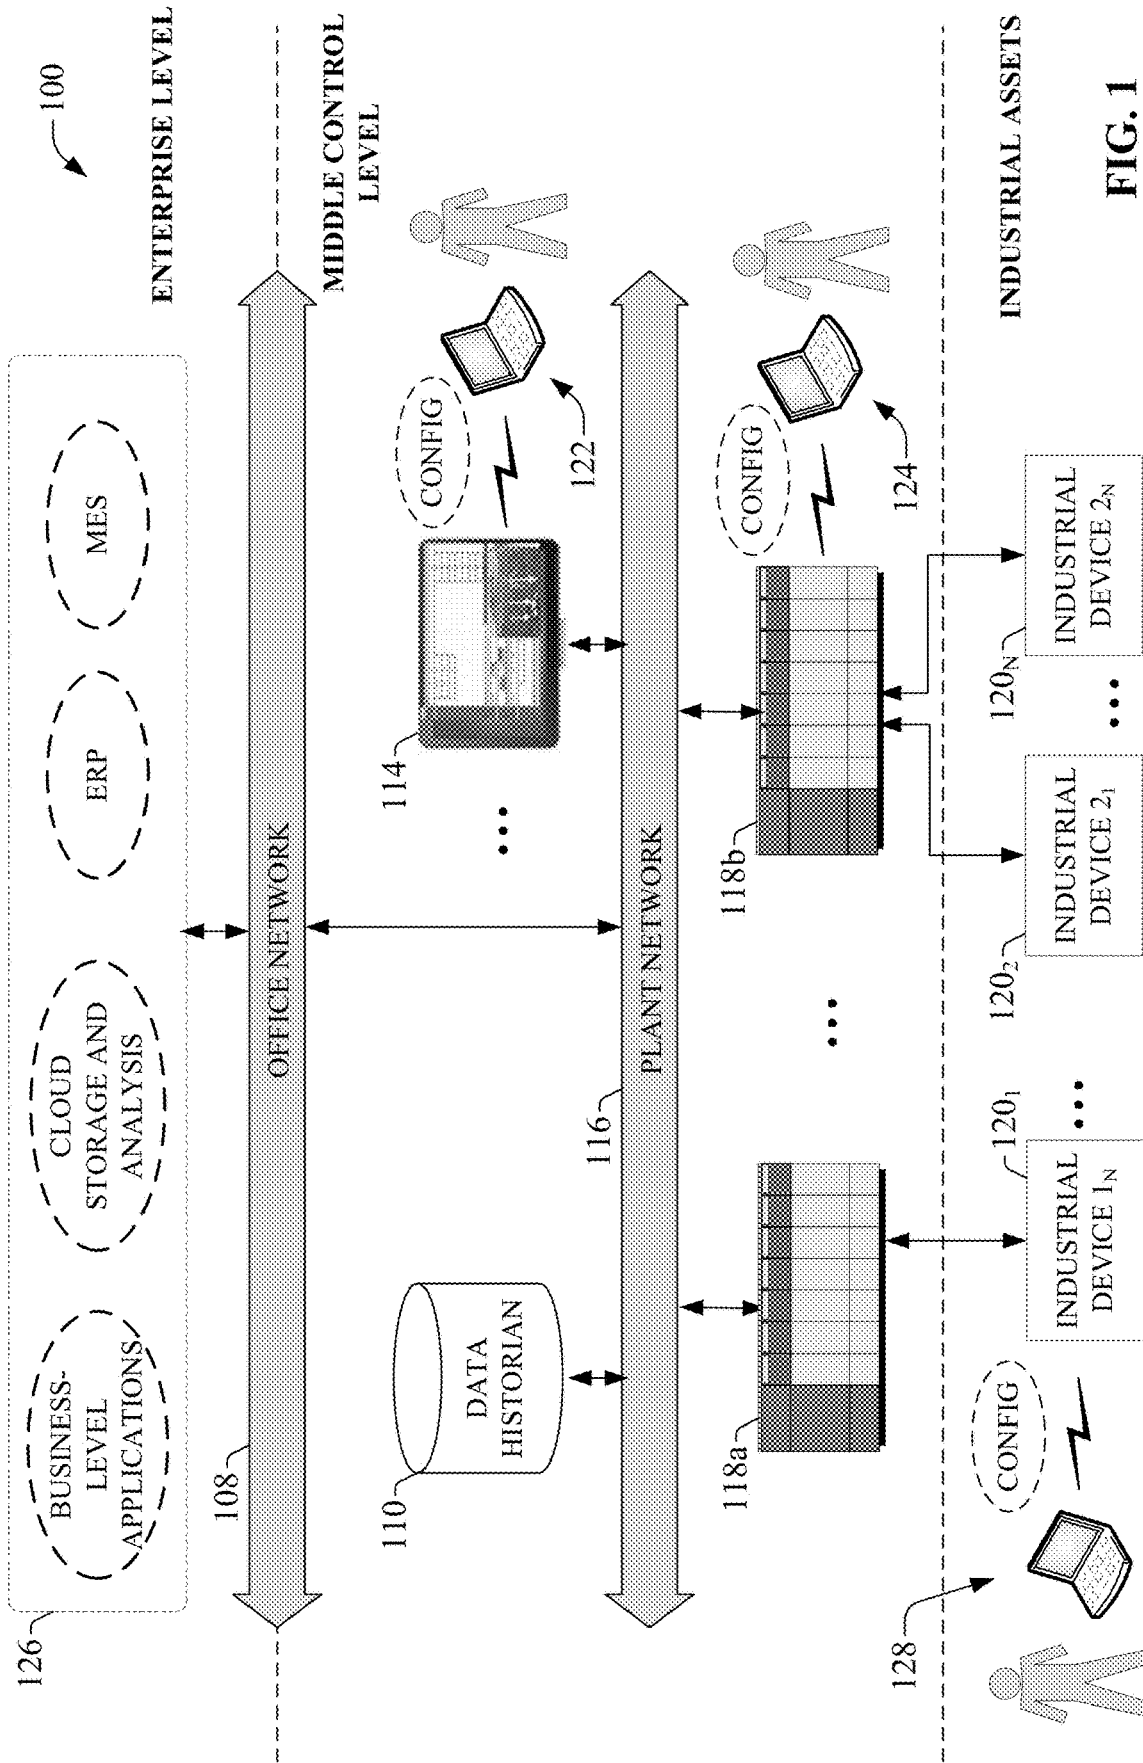 100
ENTERPRISE LEVEL
126
BUSINESS-
LEVEL
APPLICATIONS
CLOUD
STORAGE AND
ANALYSIS
ERP
MES
108
OFFICE NETWORK
MIDDLE CONTROL
LEVEL
110
DATA
HISTORIAN
114
CONFIG
122
116
PLANT NETWORK
118a
118b
CONFIG
124
INDUSTRIAL ASSETS
128
CONFIG
120₁
INDUSTRIAL
DEVICE 1N
120₂
INDUSTRIAL
DEVICE 2₁
120N
INDUSTRIAL
DEVICE 2N
FIG. 1